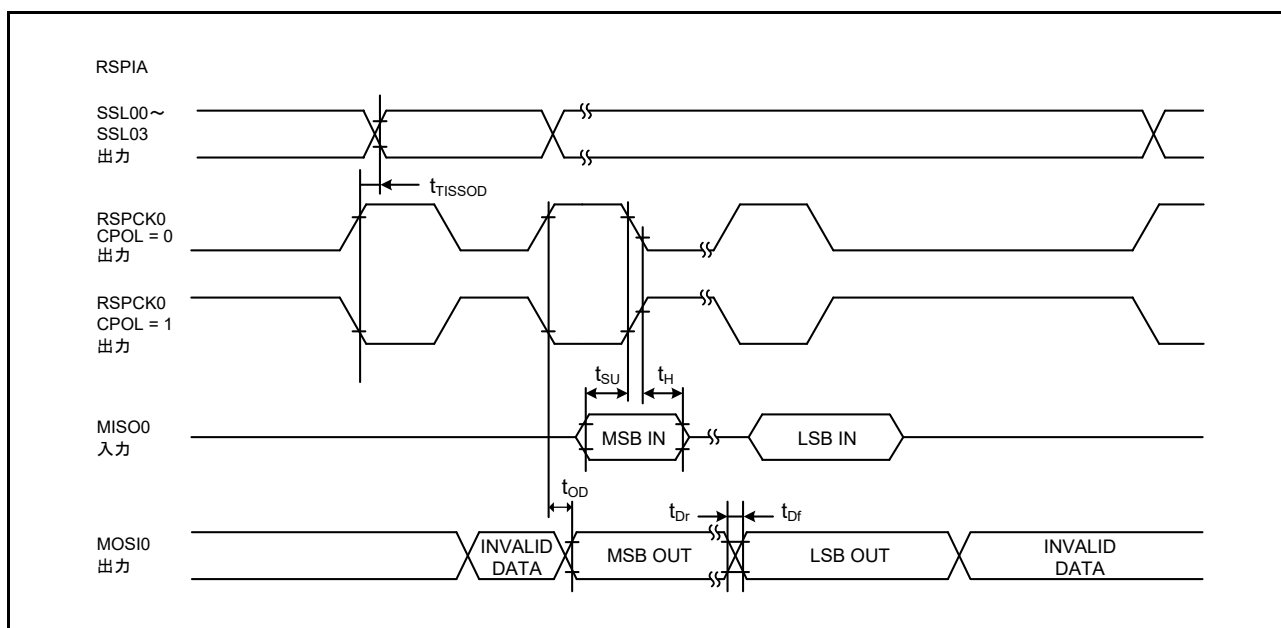 RSPIA
SSL00～
SSL03
出力
tTISSOD
RSPCK0
CPOL = 0
出力
RSPCK0
CPOL = 1
出力
tSU
tH
MISO0
入力
MSB IN
LSB IN
tOD
tDr
tDf
MOSI0
出力
INVALID
DATA
MSB OUT
LSB OUT
INVALID
DATA